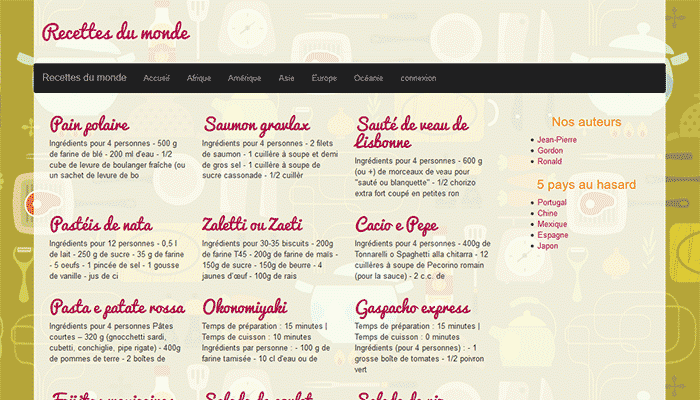 Recettes du monde
Recettes du monde Accueil Afrique Amétique Asie Europe Océanie connexion
Pain polaire
Ingrédients pour 4 personnes - 500 g
de farine de blé - 200 ml d'eau - 1/2
cube de levure de boulanger fraîche (ou
un sachet de levure de bo
Saumon gravlax
Ingrédients pour 4 personnes - 2 filets
de saumon - 1 cuillère à soupe et demi
de gros sel - 1 cuillère à soupe de
sucre cassonade - 1/2 cuillér
Sauté de veau de
Lisbonne
Ingrédients pour 4 personnes - 600 g
(ou +) de morceaux de veau pour
"sauté ou blanquette" - 1/2 chorizo
extra fort coupé en petites ron
Nos auteurs
Jean-Pierre
Gordon
Ronald
5 pays au hasard
Portugal
Chine
Mexique
Espagne
Japon
Pastéis de nata
Ingrédients pour 12 personnes - 0,5 l
de lait - 250 g de sucre - 35 g de farine
- 5 oeufs - 1 pincée de sel - 1 gousse
de vanille - jus de ci
Zaletti ou Zaeti
Ingrédients pour 30-35 biscuits - 200g
de farine T45 - 200g de farine de maïs -
150g de sucre - 150g de beurre - 4
jaunes d'œuf - 100g de rais
Cacio e Pepe
Ingrédients pour 4 personnes - 400g de
Tonnarelli o Spaghetti alla chitarra - 12
cuillères à soupe de Pecorino romain
(pour la sauce) - 2 c.c. de
Pasta e patate rossa
Ingrédients pour 4 personnes Pâtes
courtes – 320 g (gnocchetti sardi,
cubetti, conchiglie, pipe rigate) - 400g
de pommes de terre - 2 boîtes de
Okonomiyaki
Temps de préparation : 15 minutes |
Temps de cuisson : 10 minutes
Ingrédients par personne : - 100 g de
farine tamisée - 10 cl d'eau ou de
Gaspacho express
Temps de préparation : 15 minutes |
Temps de cuisson : 0 minutes
Ingrédients (pour 4 personnes) : - 1
grosse boîte de tomates - 1/2 poivron
vert